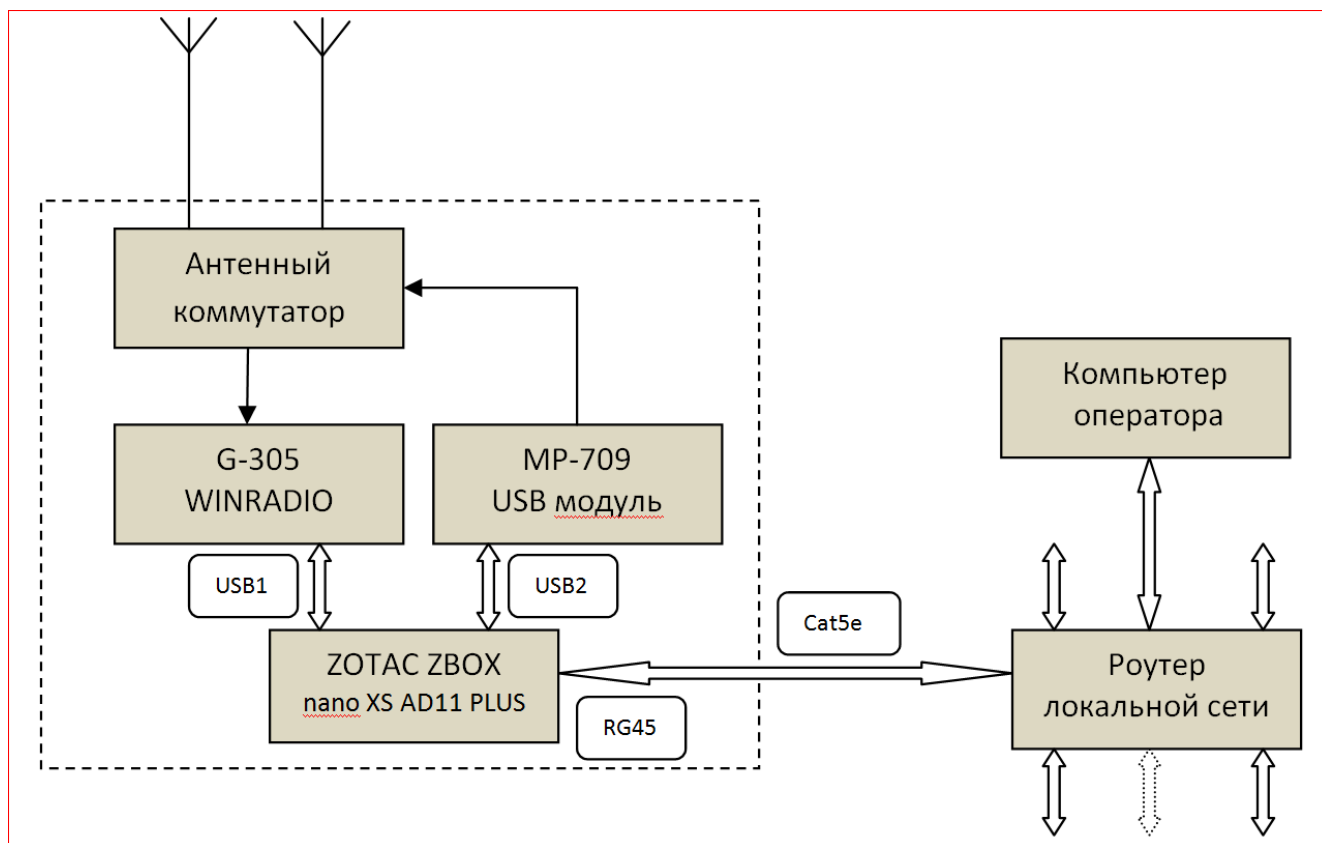 Антенный
коммутатор
G-305
WINRADIO
MP-709
USB модуль
USB1
USB2
ZOTAC ZBOX
nano XS AD11 PLUS
RG45
Cat5e
Компьютер
оператора
Роутер
локальной сети